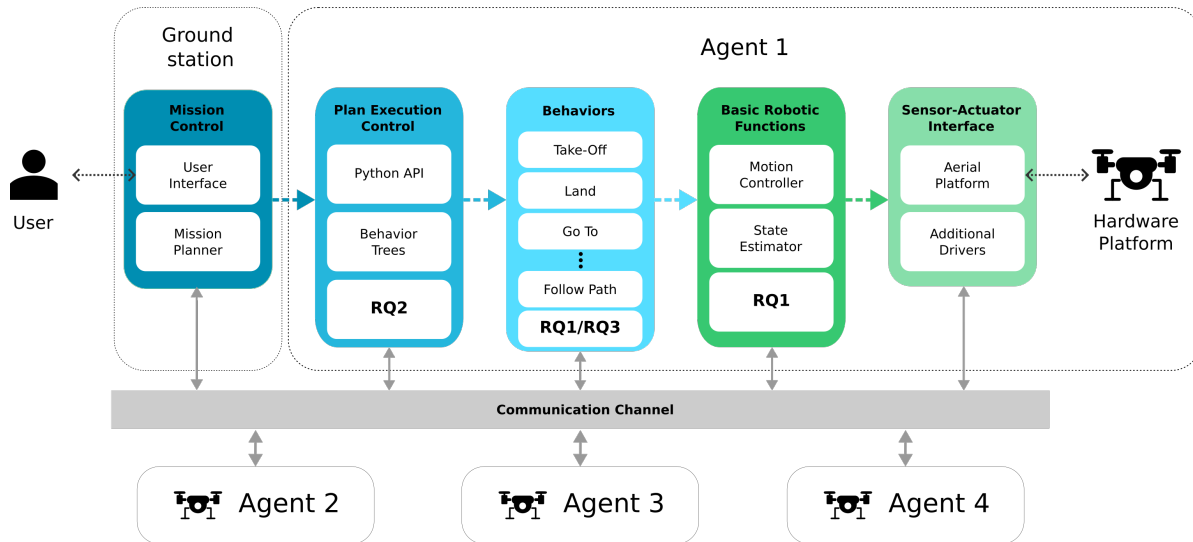 Ground
station
Agent 1
Mission
Control
User
Interface
Mission
Planner
Plan Execution
Control
Python API
Behavior
Trees
RQ2
Behaviors
Take-Off
Land
Go To
Follow Path
RQ1/RQ3
Basic Robotic
Functions
Motion
Controller
State
Estimator
RQ1
Sensor-Actuator
Interface
Aerial
Platform
Additional
Drivers
User
Hardware
Platform
Communication Channel
Agent 2
Agent 3
Agent 4